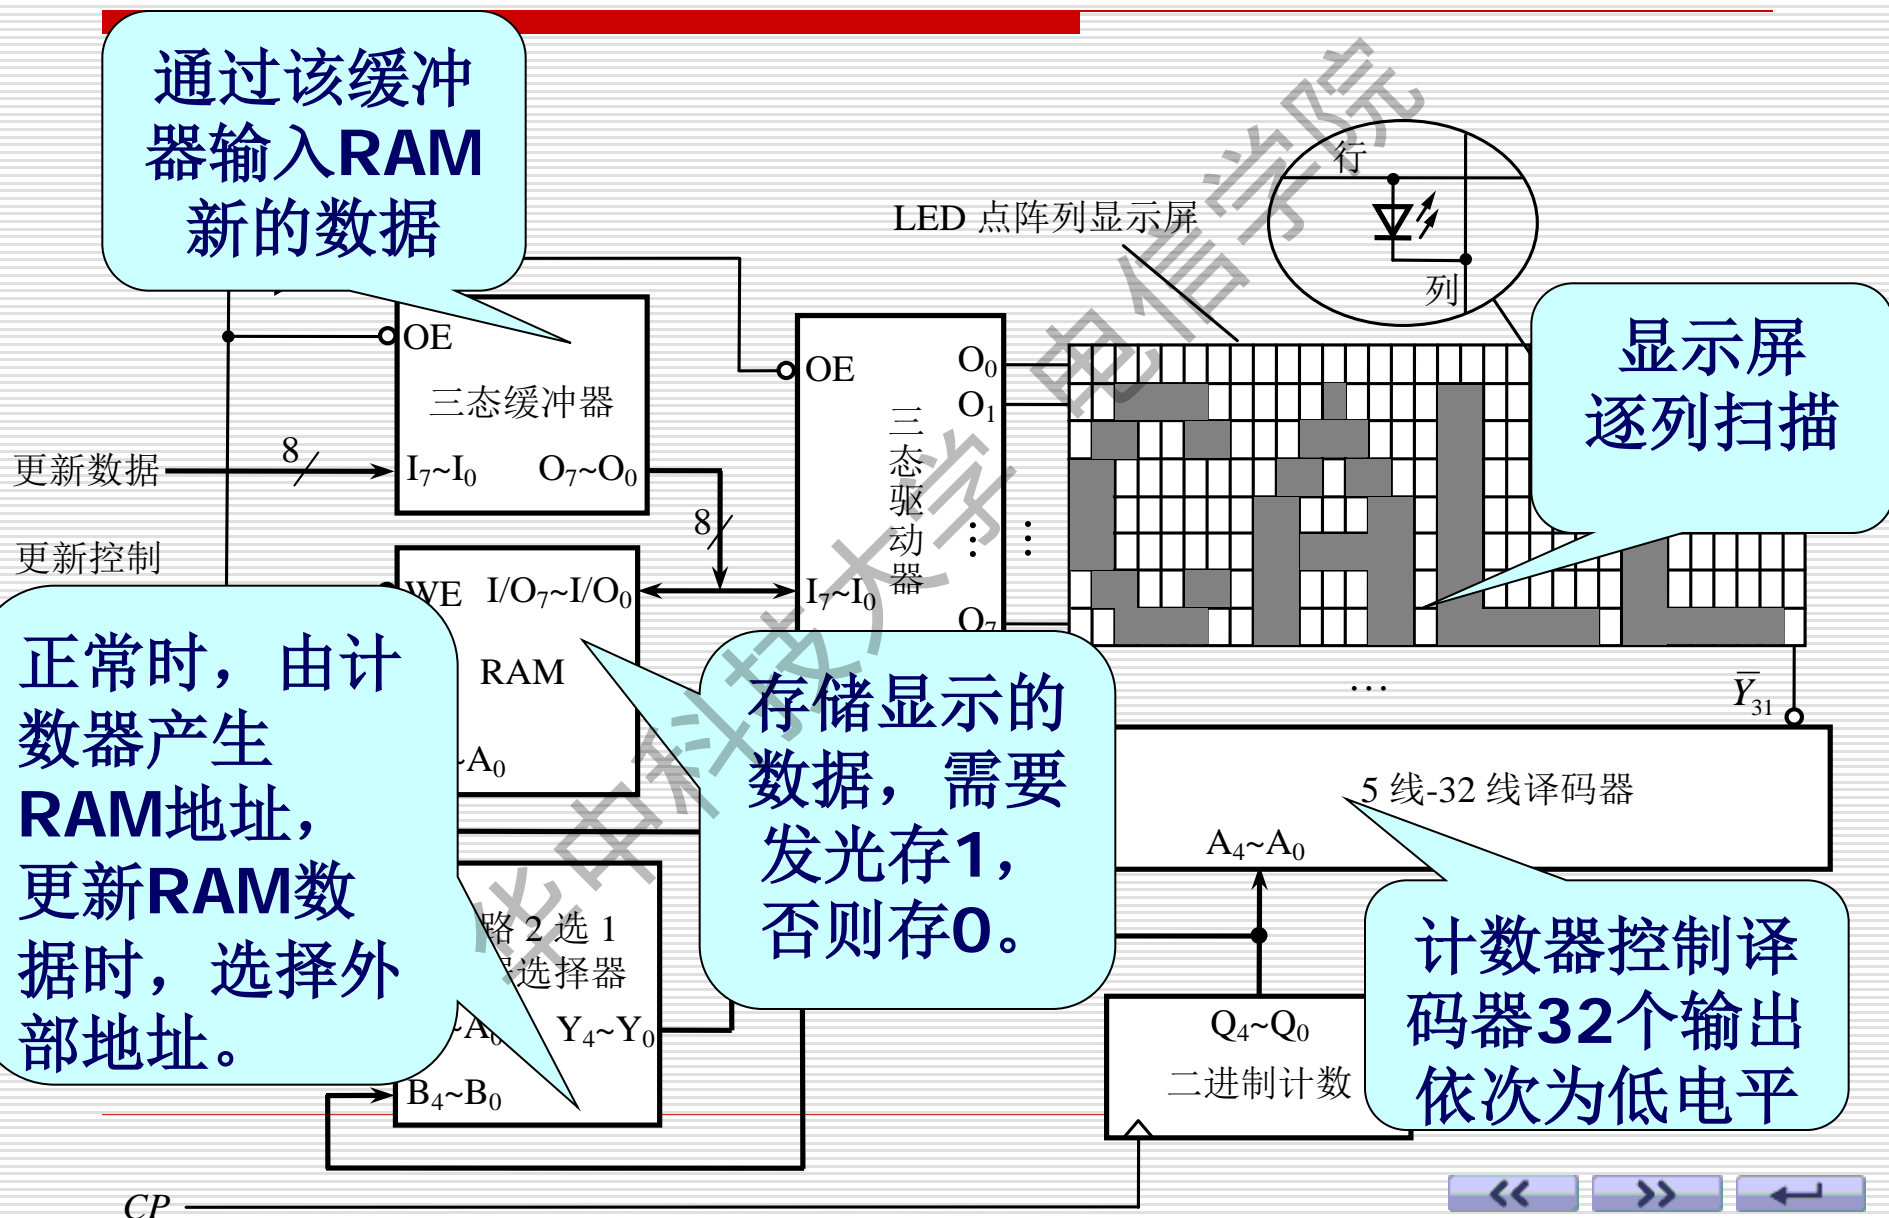 通过该缓冲
器输入RAM
新的数据
行
LED 点阵列显示屏
列
显示屏
逐列扫描
OE
OE
O₀
三态缓冲器
O₁
三态驱动器
更新数据
8
I₇~I₀
O₇~O₀
8
⋮
⋮
更新控制
WE
I/O₇~I/O₀
I₇~I₀
O₇
正常时，由计
数器产生
RAM地址，
更新RAM数
据时，选择外
部地址。
RAM
存储显示的
数据，需要
发光存1，
否则存0。
…
Y̅₃₁
~A₀
5 线-32 线译码器
A₄~A₀
路 2 选 1
选择器
~A₀
Y₄~Y₀
B₄~B₀
Q₄~Q₀
二进制计数
计数器控制译
码器32个输出
依次为低电平
CP
华中科技大学 电信学院